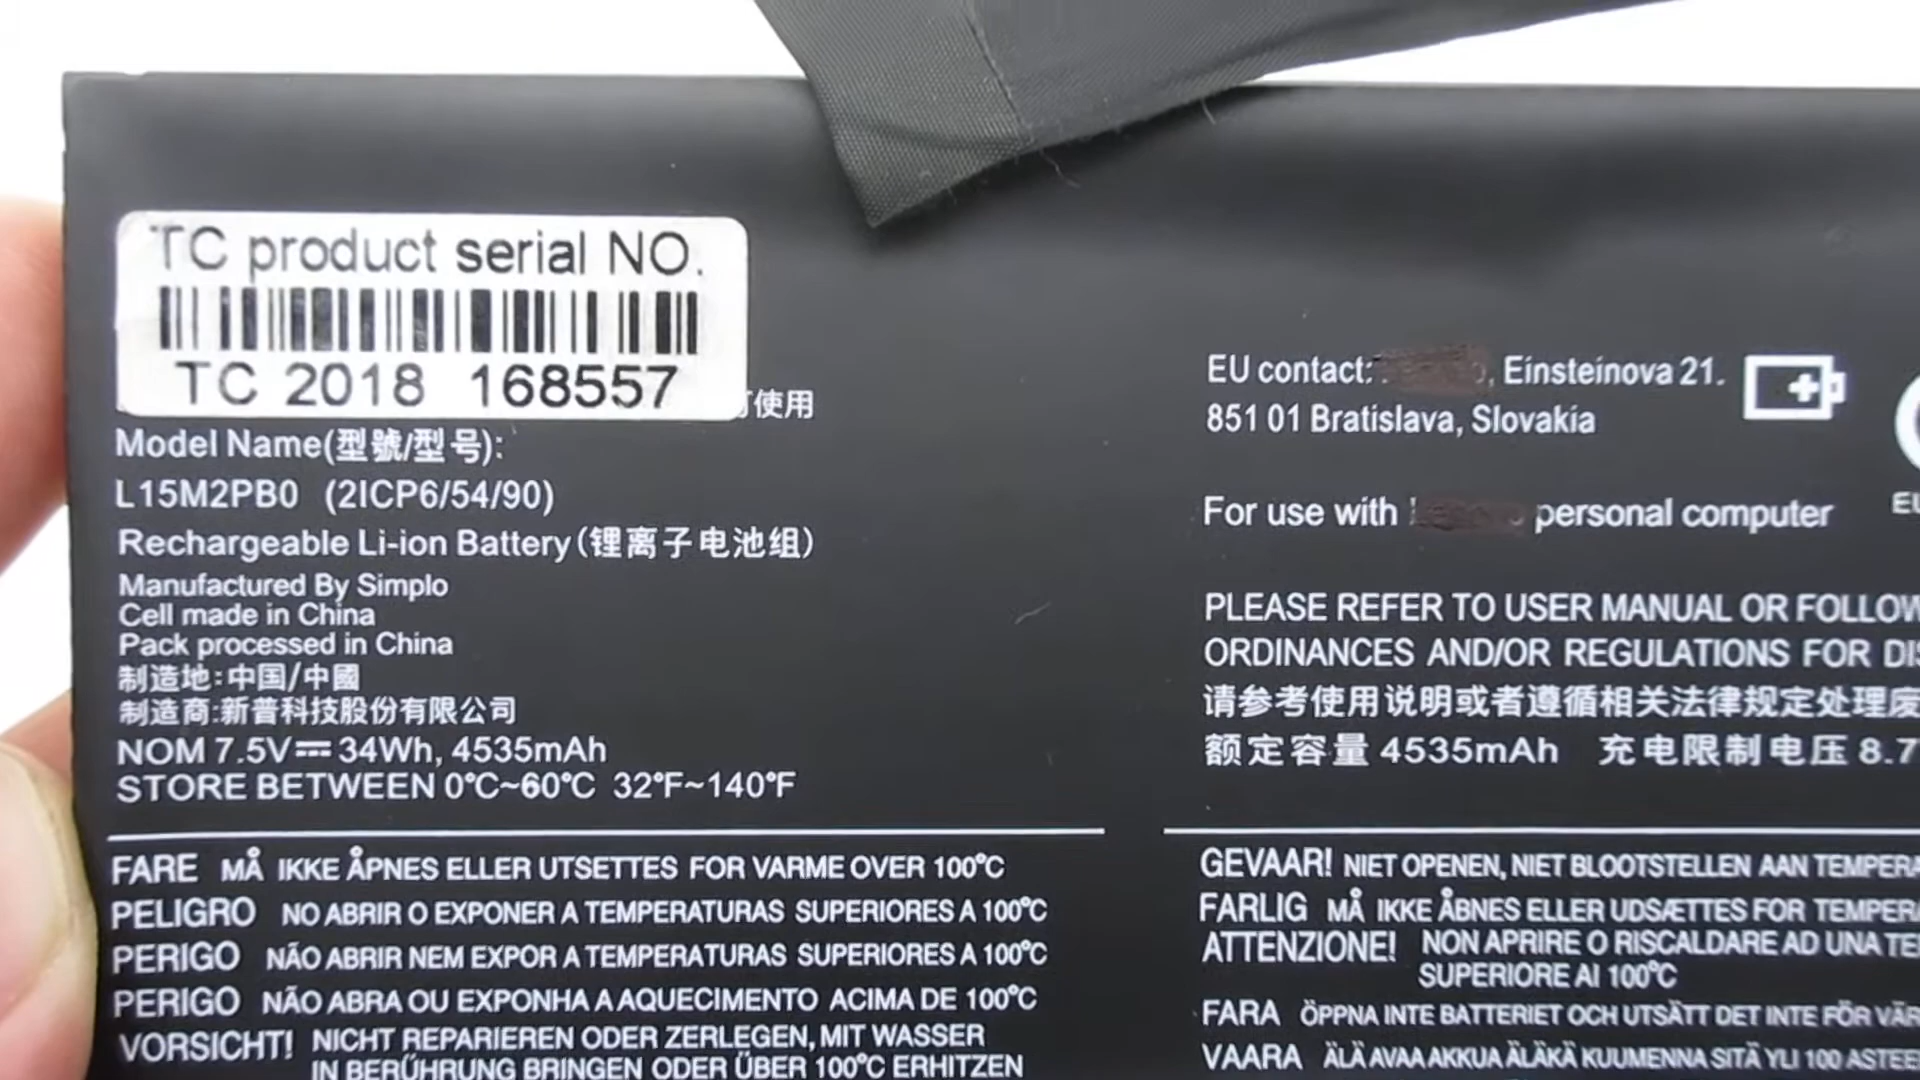 TC product serial NO.
TC 2018 168557
使用
Model Name(型號/型号):
L15M2PB0 (2ICP6/54/90)
Rechargeable Li-ion Battery(锂离子电池组)
Manufactured By Simplo
Cell made in China
Pack processed in China
制造地:中国/中國
制造商:新普科技股份有限公司
NOM 7.5V⎓34Wh, 4535mAh
STORE BETWEEN 0℃~60℃ 32℉~140℉
FARE MÅ IKKE ÅPNES ELLER UTSETTES FOR VARME OVER 100℃
PELIGRO NO ABRIR O EXPONER A TEMPERATURAS SUPERIORES A 100℃
PERIGO NÃO ABRIR NEM EXPOR A TEMPERATURAS SUPERIORES A 100℃
PERIGO NÃO ABRA OU EXPONHA A AQUECIMENTO ACIMA DE 100℃
VORSICHT! NICHT REPARIEREN ODER ZERLEGEN, MIT WASSER
IN BERÜHRUNG BRINGEN ODER ÜBER 100℃ ERHITZEN
EU contact: , Einsteinova 21.
851 01 Bratislava, Slovakia
EU
For use with personal computer
PLEASE REFER TO USER MANUAL OR FOLLOW
ORDINANCES AND/OR REGULATIONS FOR DIS
请参考使用说明或者遵循相关法律规定处理废
额定容量 4535mAh 充电限制电压 8.7
GEVAAR! NIET OPENEN, NIET BLOOTSTELLEN AAN TEMPERA
FARLIG MÅ IKKE ÅBNES ELLER UDSÆTTES FOR TEMPERA
ATTENZIONE! NON APRIRE O RISCALDARE AD UNA TE
SUPERIORE AI 100℃
FARA ÖPPNA INTE BATTERIET OCH UTSÄTT DET INTE FÖR VÄR
VAARA ÄLÄ AVAA AKKUA ÄLÄKÄ KUUMENNA SITÄ YLI 100 ASTEE